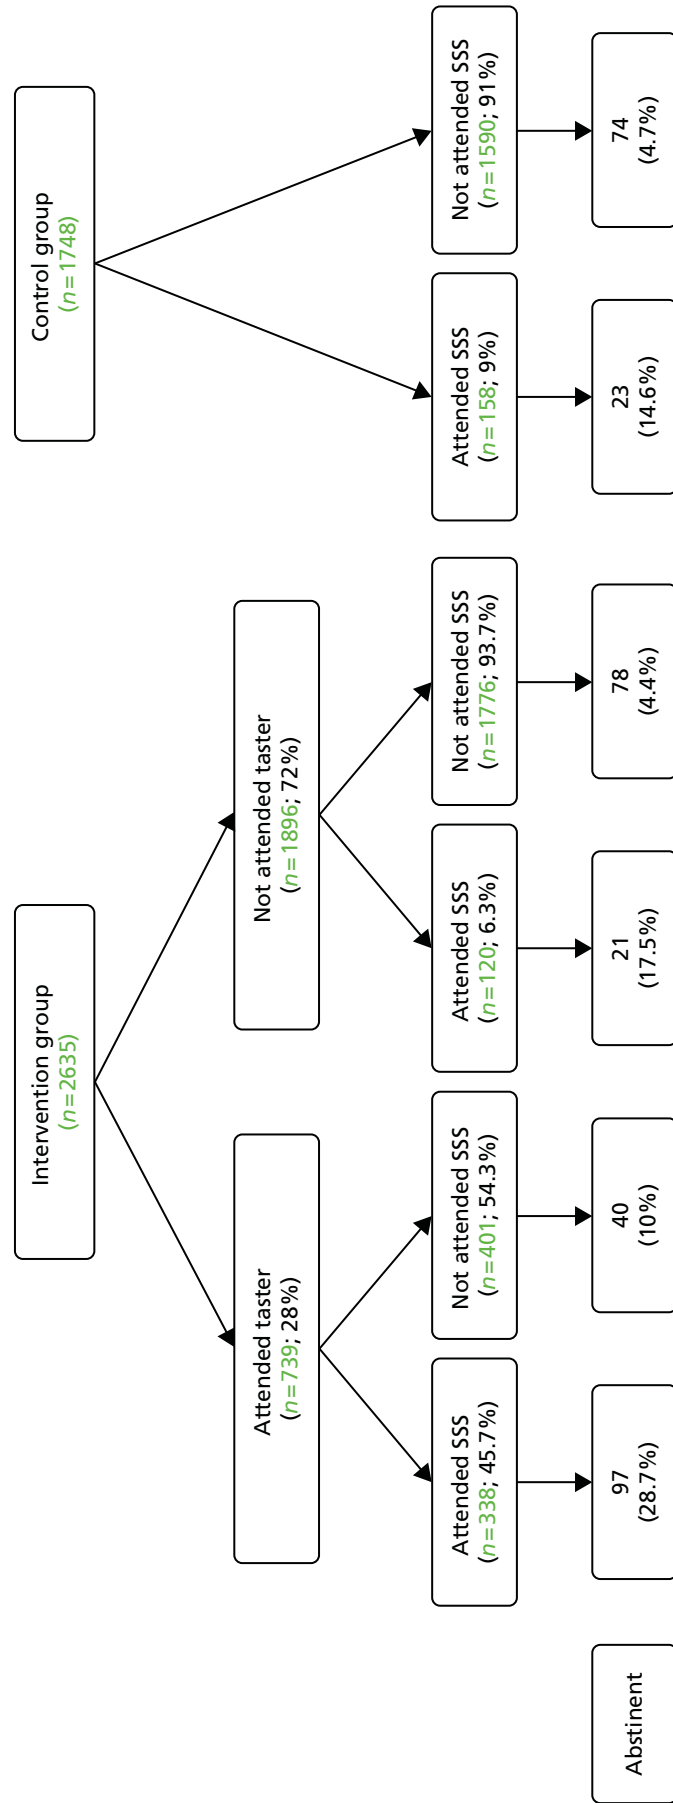 Intervention group
(n=2635)
Control group
(n=1748)
Attended taster
(n=739; 28%)
Not attended taster
(n=1896; 72%)
Attended SSS
(n=338; 45.7%)
Not attended SSS
(n=401; 54.3%)
Attended SSS
(n=120; 6.3%)
Not attended SSS
(n=1776; 93.7%)
Attended SSS
(n=158; 9%)
Not attended SSS
(n=1590; 91%)
Abstinent
97
(28.7%)
40
(10%)
21
(17.5%)
78
(4.4%)
23
(14.6%)
74
(4.7%)